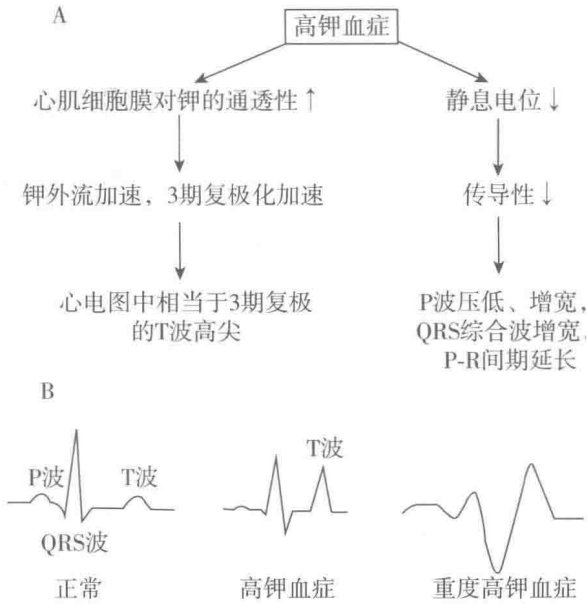 A
高钾血症
心肌细胞膜对钾的通透性↑
静息电位↓
钾外流加速，3期复极化加速
传导性↓
心电图中相当于3期复极
的T波高尖
P波压低、增宽，
QRS综合波增宽，
P-R间期延长
B
P波
T波
QRS波
正常
T波
高钾血症
重度高钾血症